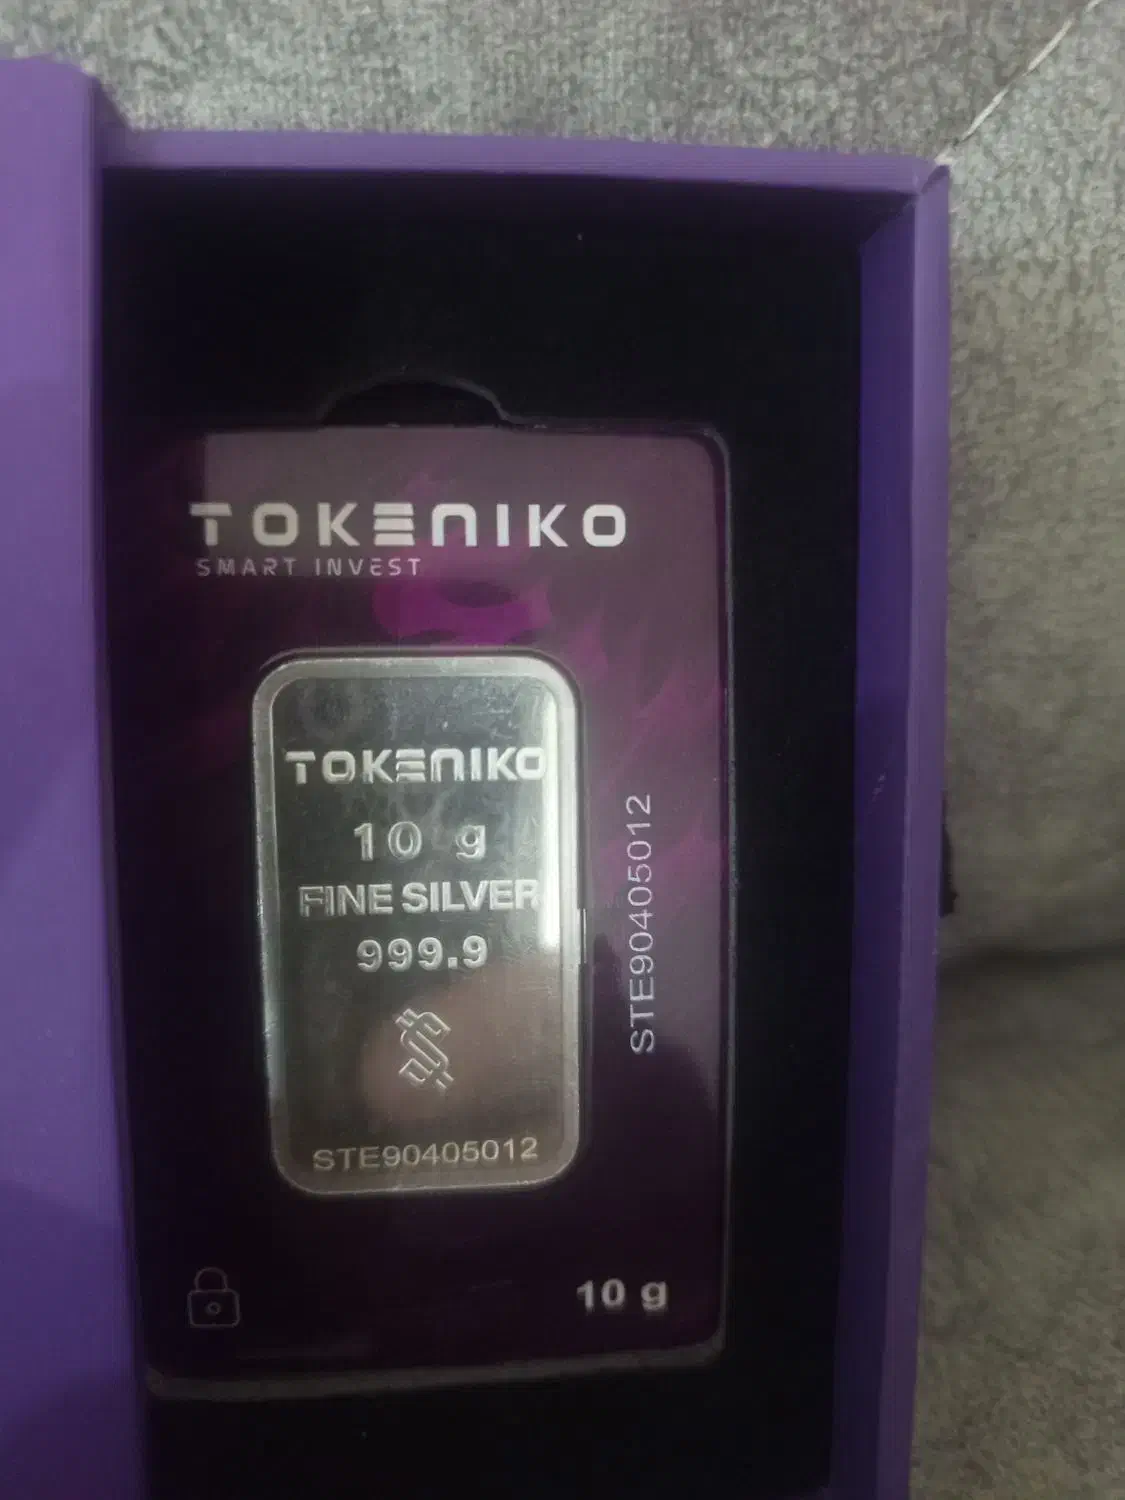 TOKENIKO
SMART INVEST
TOKENIKO
10 g
FINE SILVER
999.9
STE90405012
STE90405012
10 g